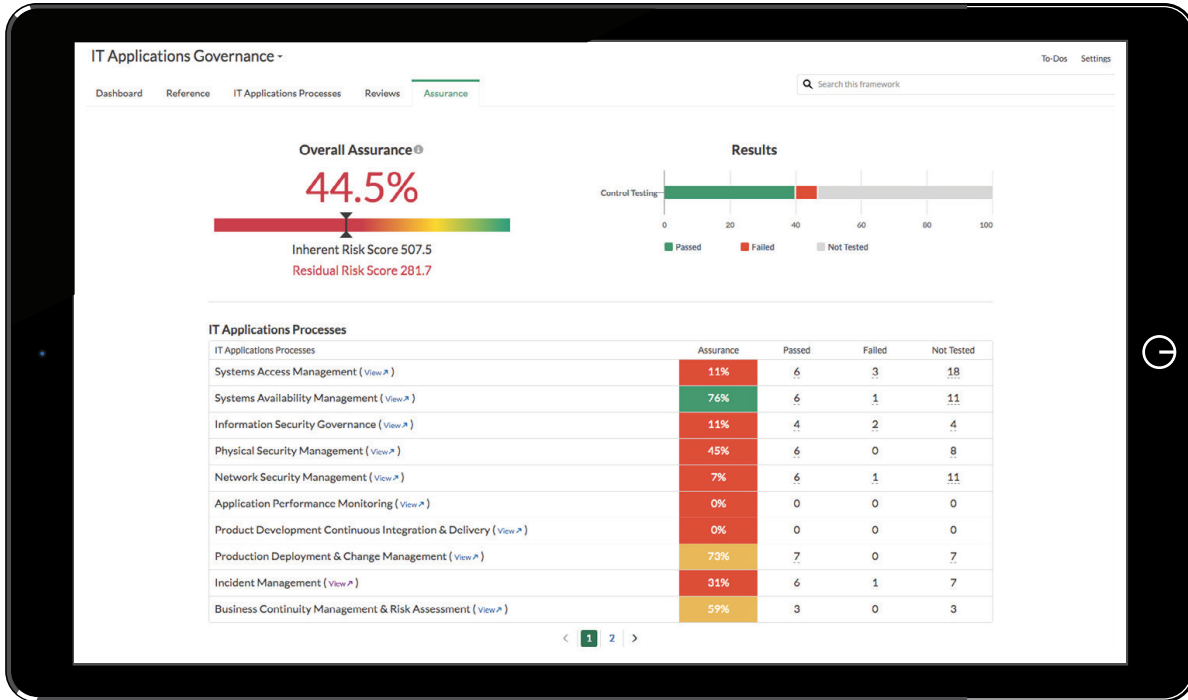 IT Applications Governance
To-Dos Settings
Dashboard Reference IT Applications Processes Reviews Assurance
Search this framework
Overall Assurance
44.5%
Inherent Risk Score 507.5
Residual Risk Score 281.7
Results
Control Testing
0 20 40 60 80 100
Passed Failed Not Tested
IT Applications Processes
IT Applications Processes Assurance Passed Failed Not Tested
Systems Access Management ( View ) 11% 6 3 18
Systems Availability Management ( View ) 76% 6 1 11
Information Security Governance ( View ) 11% 4 2 4
Physical Security Management ( View ) 45% 6 0 8
Network Security Management ( View ) 7% 6 1 11
Application Performance Monitoring ( View ) 0% 0 0 0
Product Development Continuous Integration & Delivery ( View ) 0% 0 0 0
Production Deployment & Change Management ( View ) 73% 7 0 7
Incident Management ( View ) 31% 6 1 7
Business Continuity Management & Risk Assessment ( View ) 59% 3 0 3
< 1 2 >